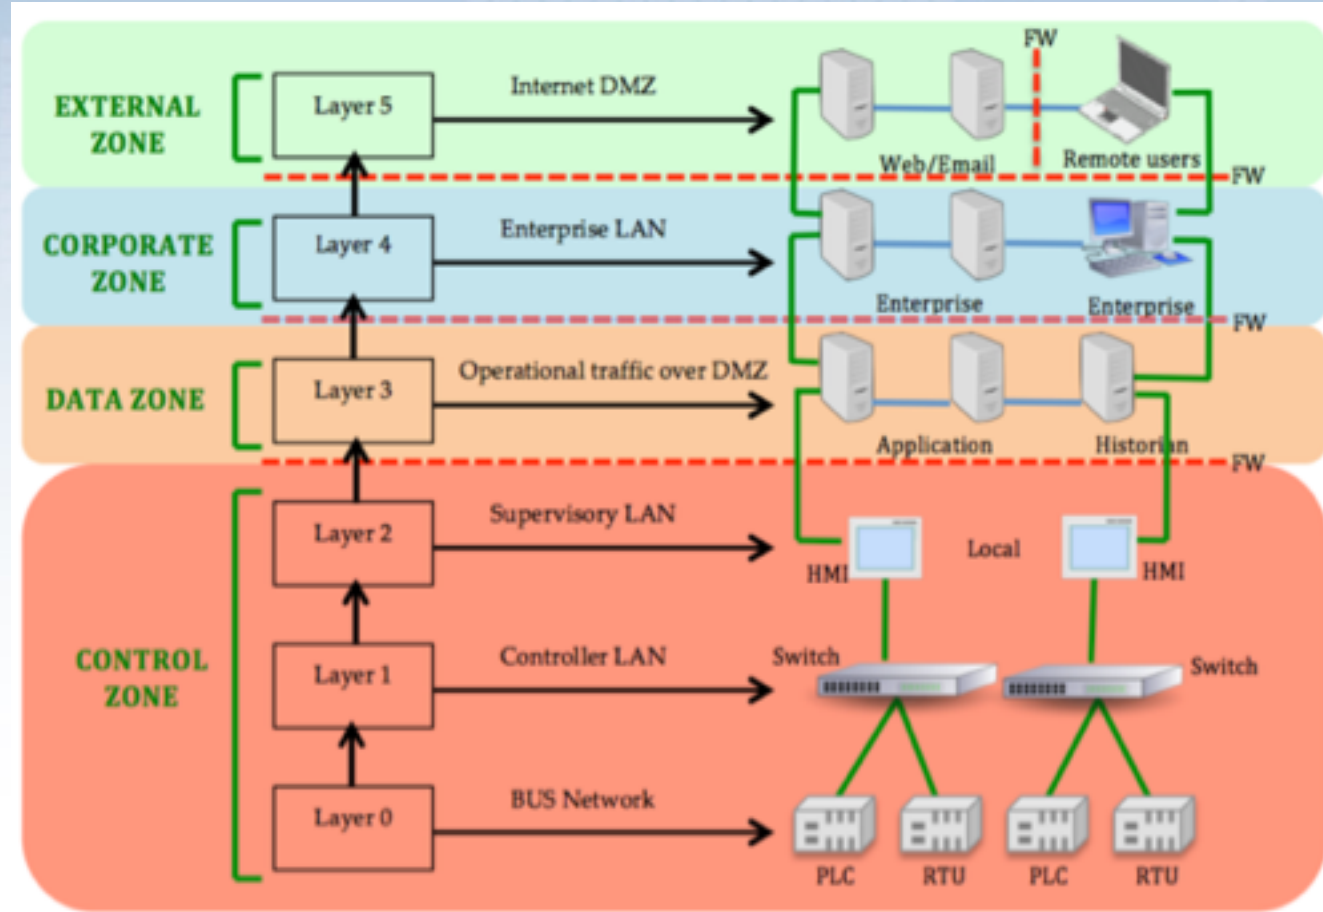 FW
EXTERNAL
ZONE
Layer 5
Internet DMZ
Web/Email
Remote users
FW
CORPORATE
ZONE
Layer 4
Enterprise LAN
Enterprise
Enterprise
FW
DATA ZONE
Layer 3
Operational traffic over DMZ
Application
Historian
FW
CONTROL
ZONE
Layer 2
Supervisory LAN
HMI
Local
HMI
Layer 1
Controller LAN
Switch
Switch
Layer 0
BUS Network
PLC
RTU
PLC
RTU